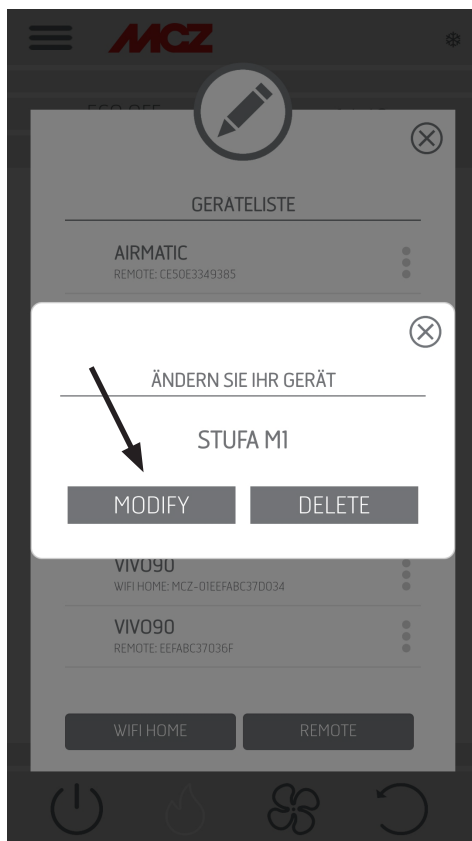 MCZ
GERATELISTE
AIRMATIC
REMOTE: CE50E3349385
ÄNDERN SIE IHR GERÄT
STUFA M1
MODIFY
DELETE
VIVO90
WIFI HOME: MCZ-01EEFABC37D034
VIVO90
REMOTE: EEFABC37036F
WIFI HOME
REMOTE